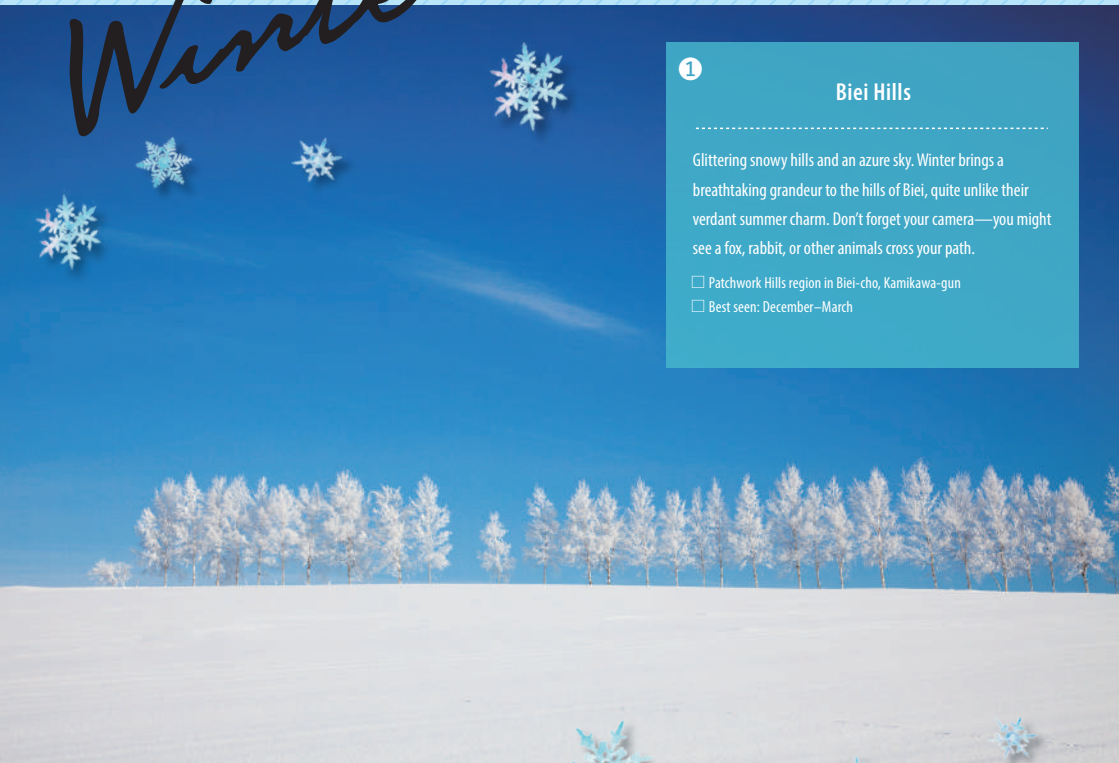 Winte
1
Biei Hills
Glittering snowy hills and an azure sky. Winter brings a
breathtaking grandeur to the hills of Biei, quite unlike their
verdant summer charm. Don't forget your camera—you might
see a fox, rabbit, or other animals cross your path.
□ Patchwork Hills region in Biei-cho, Kamikawa-gun
□ Best seen: December–March